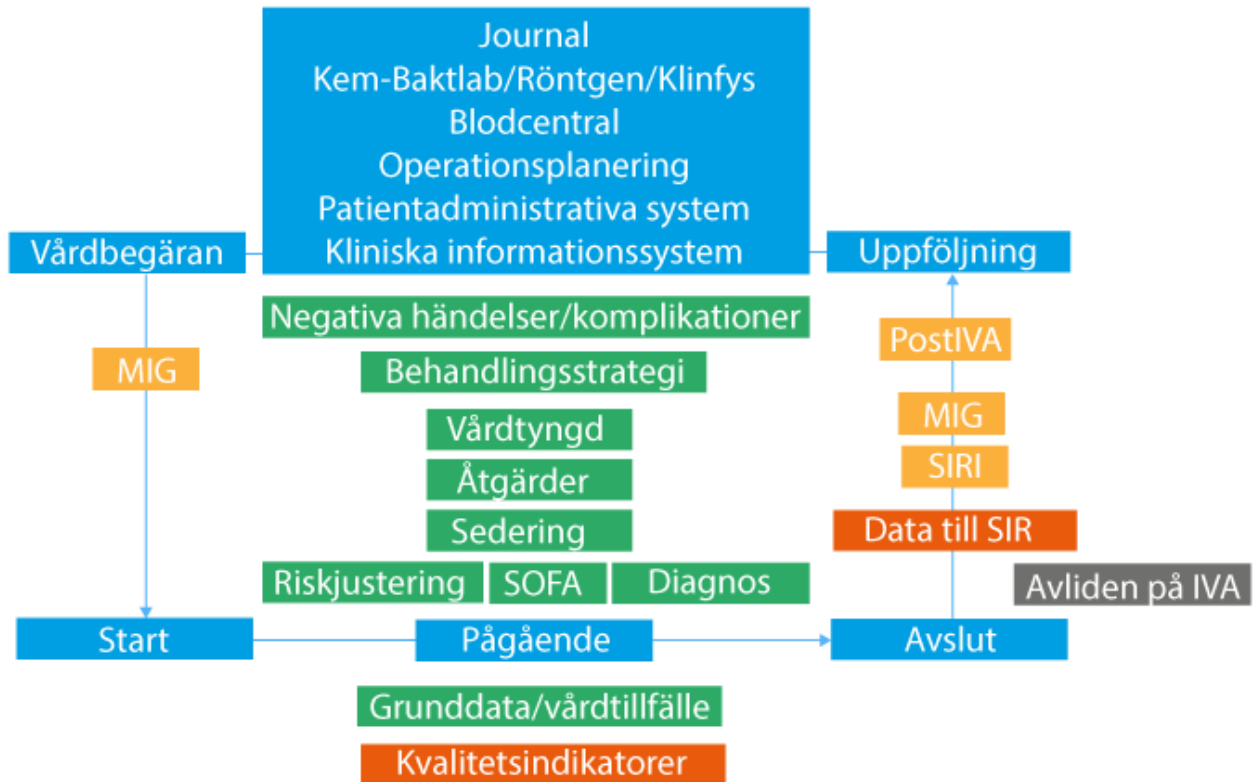 Journal
Kem-Baktlab/Röntgen/Klinfys
Blodcentral
Operationsplanering
Patientadministrativa system
Kliniska informationssystem
Vårdbegäran
Uppföljning
Negativa händelser/komplikationer
PostIVA
MIG
Behandlingsstrategi
Vårdtyngd
MIG
Åtgärder
SIRI
Sedering
Data till SIR
Riskjustering
SOFA
Diagnos
Avliden på IVA
Start
Pågående
Avslut
Grunddata/vårdtillfälle
Kvalitetsindikatorer